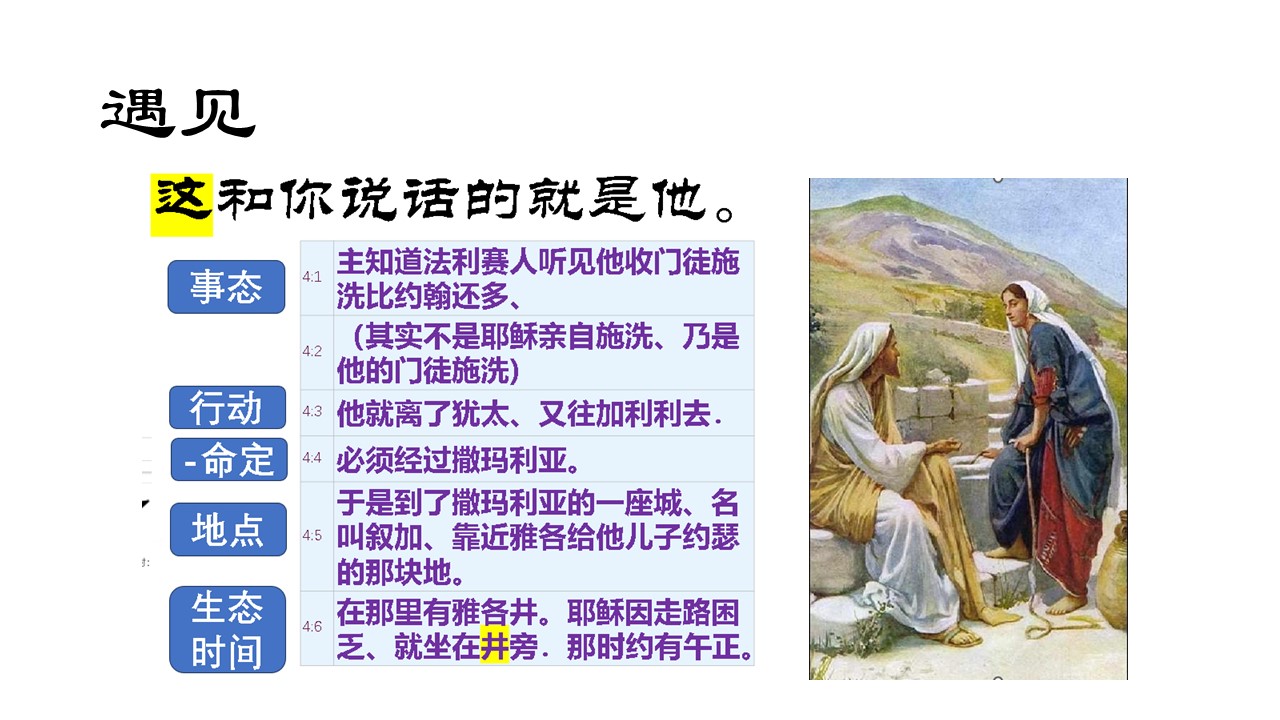 遇见
这和你说话的就是他。
事态
4:1
主知道法利赛人听见他收门徒施
洗比约翰还多、
4:2
（其实不是耶稣亲自施洗、乃是
他的门徒施洗)
行动
4:3
他就离了犹太、又往加利利去．
-命定
4:4
必须经过撒玛利亚。
地点
4:5
于是到了撒玛利亚的一座城、名
叫叙加、靠近雅各给他儿子约瑟
的那块地。
生态
时间
4:6
在那里有雅各井。耶稣因走路困
乏、就坐在井旁．那时约有午正。